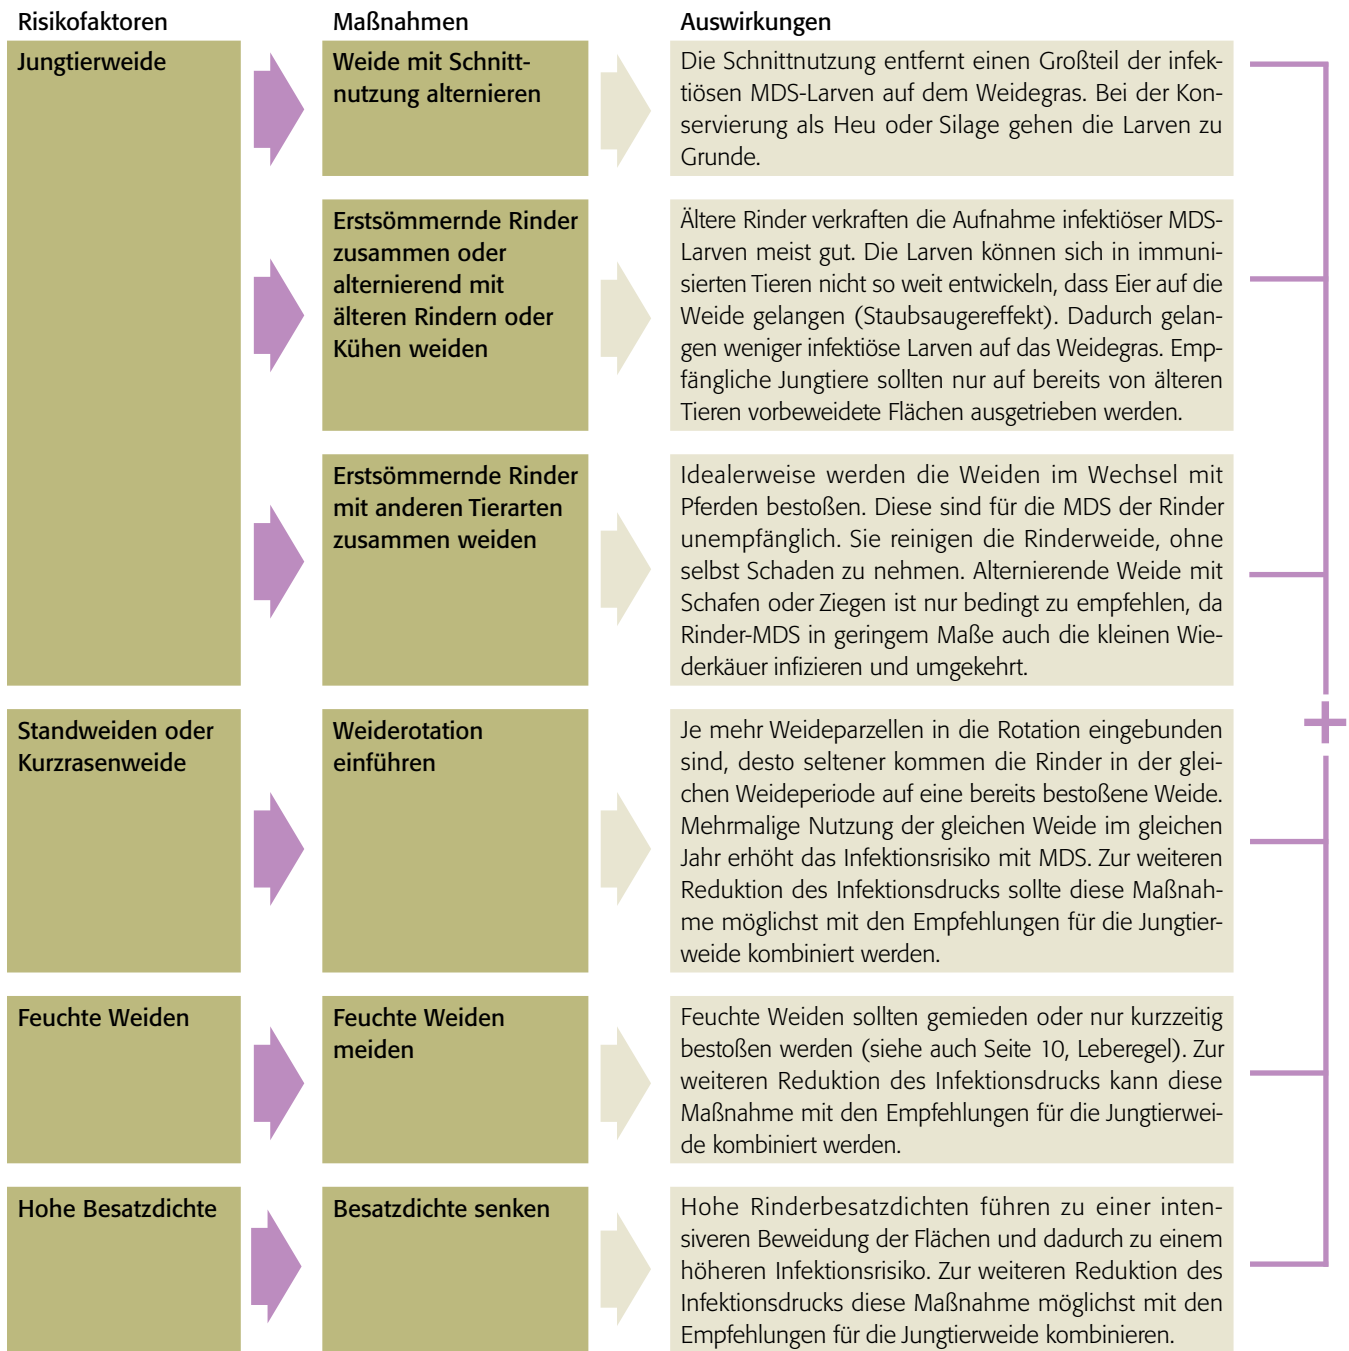 Risikofaktoren
Maßnahmen
Auswirkungen
Jungtierweide
Weide mit Schnitt-
nutzung alternieren
Die Schnittnutzung entfernt einen Großteil der infek-
tiösen MDS-Larven auf dem Weidegras. Bei der Kon-
servierung als Heu oder Silage gehen die Larven zu
Grunde.
Erstsömmernde Rinder
zusammen oder
alternierend mit
älteren Rindern oder
Kühen weiden
Ältere Rinder verkraften die Aufnahme infektiöser MDS-
Larven meist gut. Die Larven können sich in immuni-
sierten Tieren nicht so weit entwickeln, dass Eier auf die
Weide gelangen (Staubsaugereffekt). Dadurch gelan-
gen weniger infektiöse Larven auf das Weidegras. Emp-
fängliche Jungtiere sollten nur auf bereits von älteren
Tieren vorbeweidete Flächen ausgetrieben werden.
Erstsömmernde Rinder
mit anderen Tierarten
zusammen weiden
Idealerweise werden die Weiden im Wechsel mit
Pferden bestoßen. Diese sind für die MDS der Rinder
unempfänglich. Sie reinigen die Rinderweide, ohne
selbst Schaden zu nehmen. Alternierende Weide mit
Schafen oder Ziegen ist nur bedingt zu empfehlen, da
Rinder-MDS in geringem Maße auch die kleinen Wie-
derkäuer infizieren und umgekehrt.
Standweiden oder
Kurzrasenweide
Weiderotation
einführen
Je mehr Weideparzellen in die Rotation eingebunden
sind, desto seltener kommen die Rinder in der glei-
chen Weideperiode auf eine bereits bestoßene Weide.
Mehrmalige Nutzung der gleichen Weide im gleichen
Jahr erhöht das Infektionsrisiko mit MDS. Zur weiteren
Reduktion des Infektionsdrucks sollte diese Maßnah-
me möglichst mit den Empfehlungen für die Jungtier-
weide kombiniert werden.
+
Feuchte Weiden
Feuchte Weiden
meiden
Feuchte Weiden sollten gemieden oder nur kurzzeitig
bestoßen werden (siehe auch Seite 10, Leberegel). Zur
weiteren Reduktion des Infektionsdrucks kann diese
Maßnahme mit den Empfehlungen für die Jungtierwei-
de kombiniert werden.
Hohe Besatzdichte
Besatzdichte senken
Hohe Rinderbesatzdichten führen zu einer inten-
siveren Beweidung der Flächen und dadurch zu einem
höheren Infektionsrisiko. Zur weiteren Reduktion des
Infektionsdrucks diese Maßnahme möglichst mit den
Empfehlungen für die Jungtierweide kombinieren.